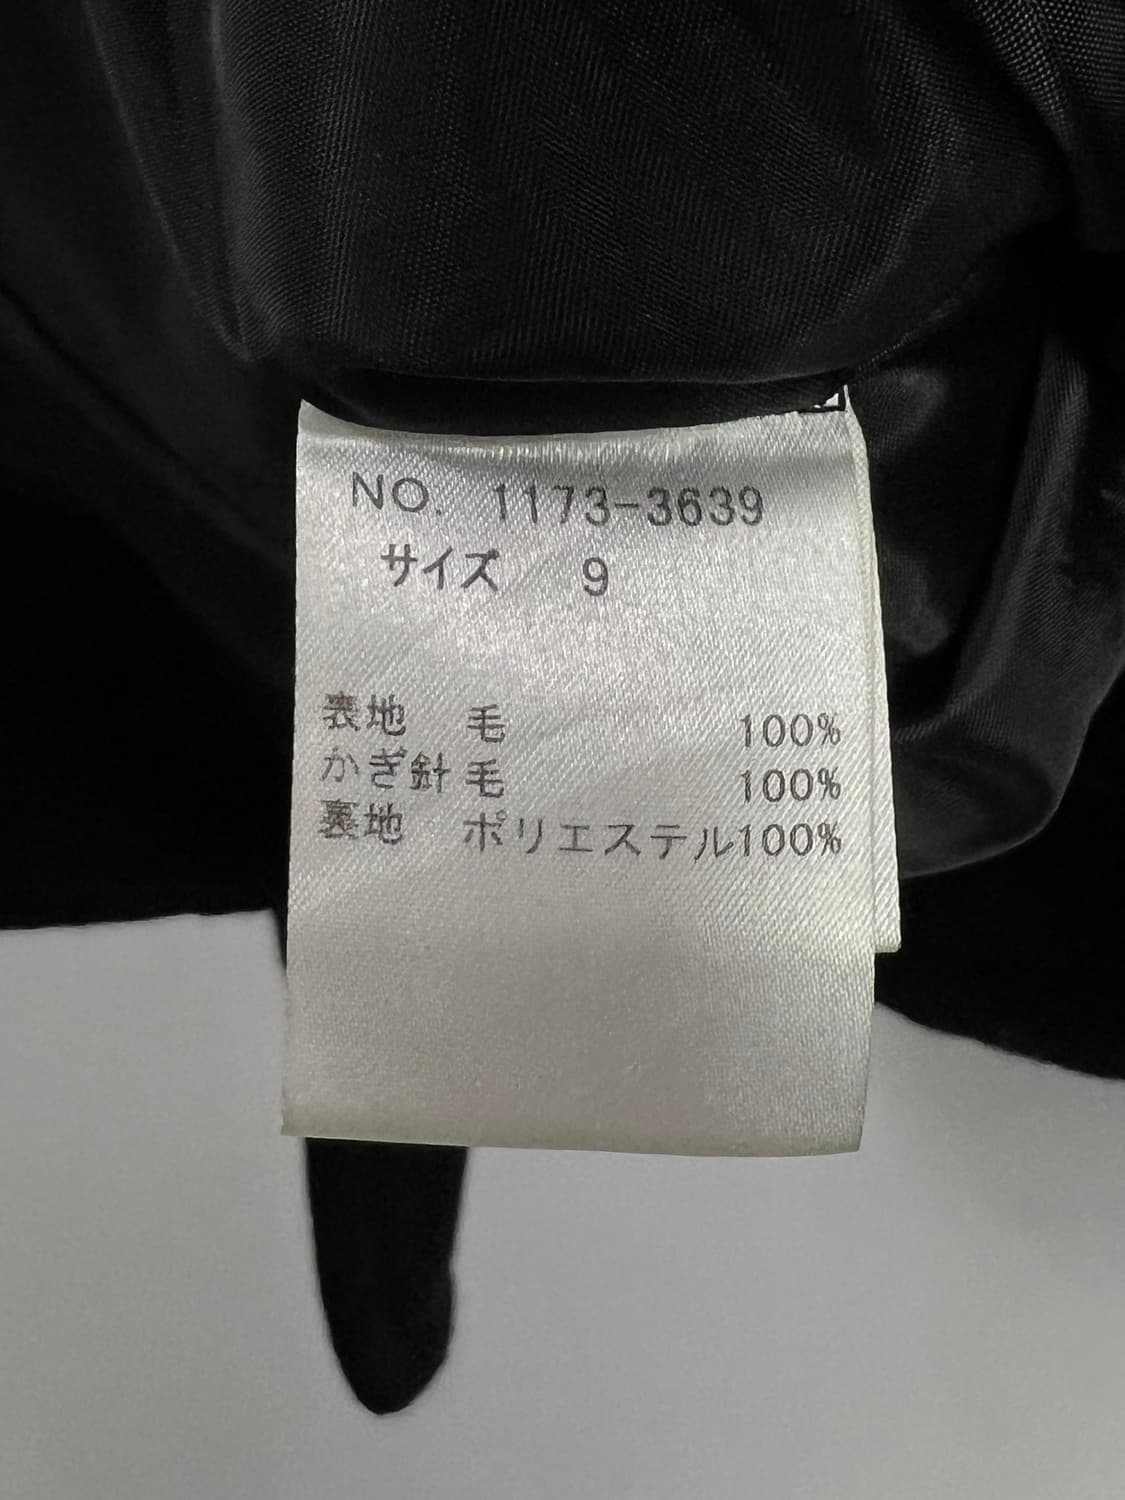 NO. 1173-3639
サイズ 9
表地 毛 100%
かぎ針 毛 100%
裏地 ポリエステル100%